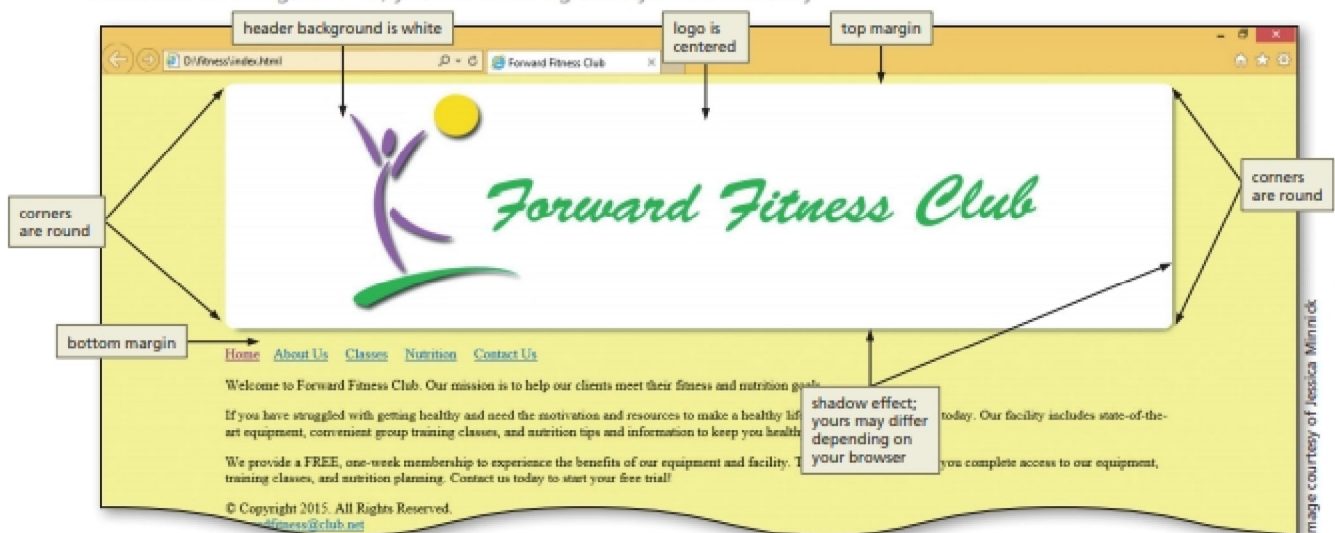 header background is white
logo is
centered
top margin
D:\fitness\index.html
Forward Fitness Club
corners
are round
Forward Fitness Club
corners
are round
bottom margin
Home About Us Classes Nutrition Contact Us
Welcome to Forward Fitness Club. Our mission is to help our clients meet their fitness and nutrition goals.
If you have struggled with getting healthy and need the motivation and resources to make a healthy today. Our facility includes state-of-the-
art equipment, convenient group training classes, and nutrition tips and information to keep you
We provide a FREE, one-week membership to experience the benefits of our equipment and facility. you complete access to our equipment,
training classes, and nutrition planning. Contact us today to start your free trial!
shadow effect;
yours may differ
depending on
your browser
© Copyright 2015. All Rights Reserved.
courtesy of Jessica Minnick